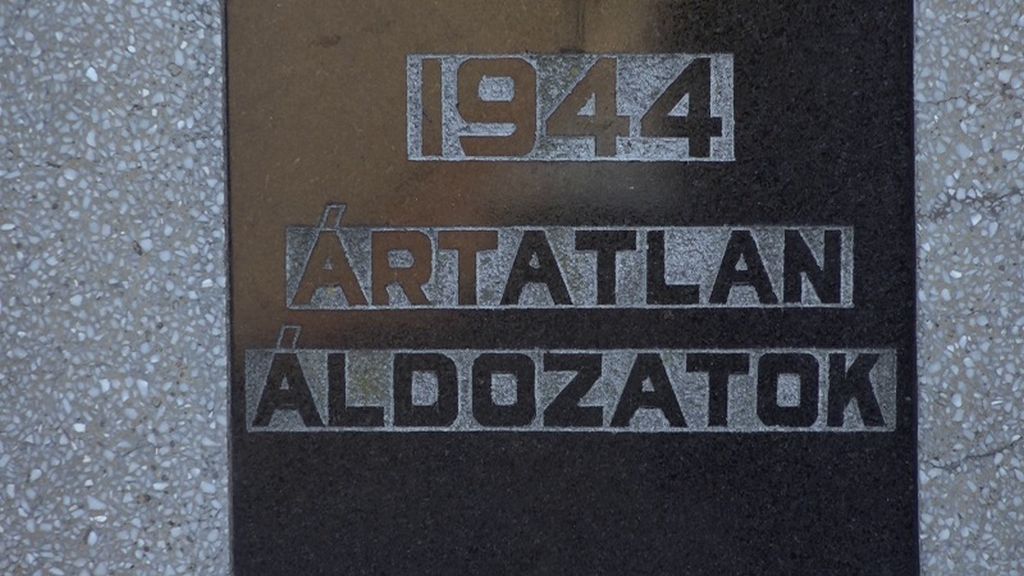 1944
ÁRTATLAN
ÁLDOZATOK